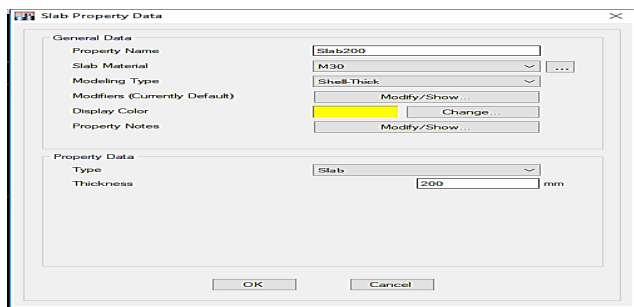 Slab Property Data
General Data
Property Name Slab200
Slab Material M30 ...
Modeling Type Shell-Thick
Modifiers (Currently Default) Modify/Show...
Display Color Change...
Property Notes Modify/Show...
Property Data
Type Slab
Thickness 200 mm
OK Cancel